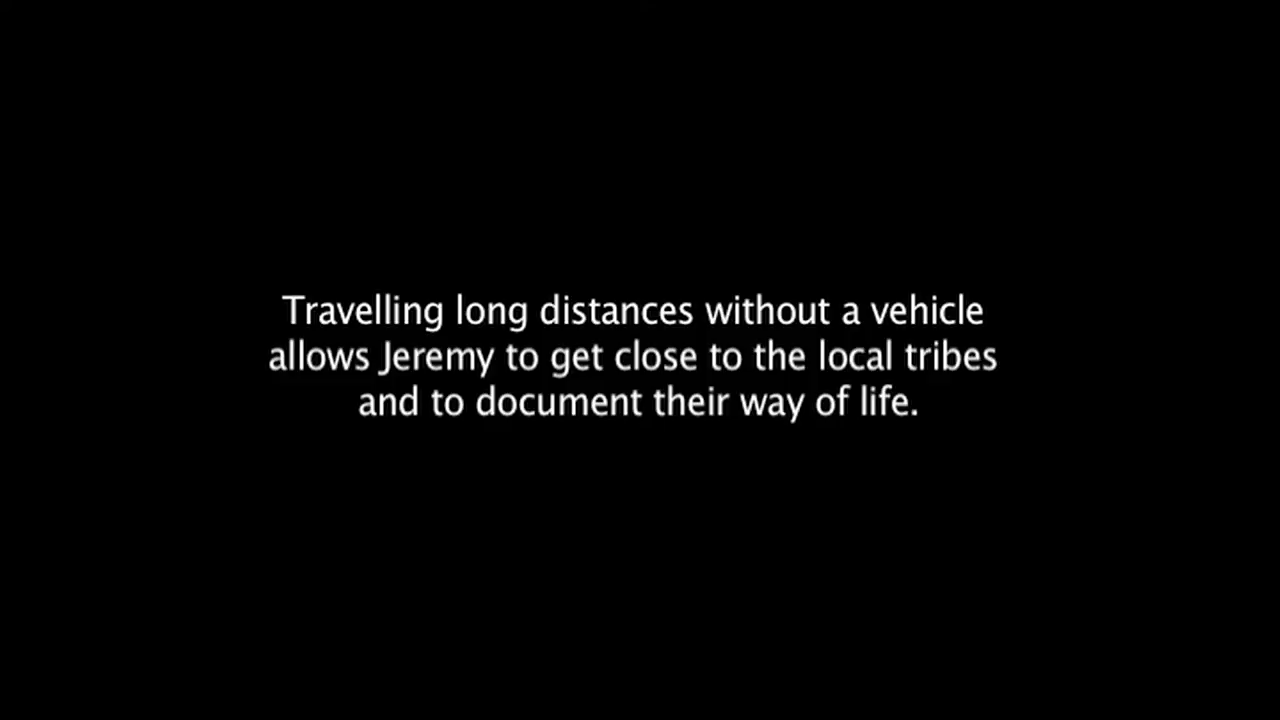 Travelling long distances without a vehicle
allows Jeremy to get close to the local tribes
and to document their way of life.